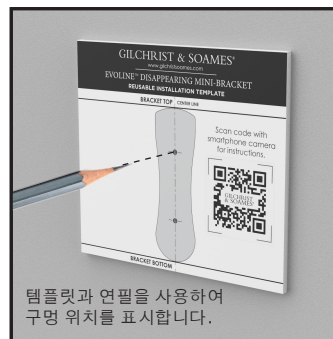 GILCHRIST & SOAMES®
www.gilchristsoames.com
EVOLINE™ DISAPPEARING MINI-BRACKET
REUSABLE INSTALLATION TEMPLATE
BRACKET TOP CENTER LINE
Scan code with
smartphone camera
for instructions.
GILCHRIST
& SOAMES®
BRACKET BOTTOM
템플릿과 연필을 사용하여
구멍 위치를 표시합니다.